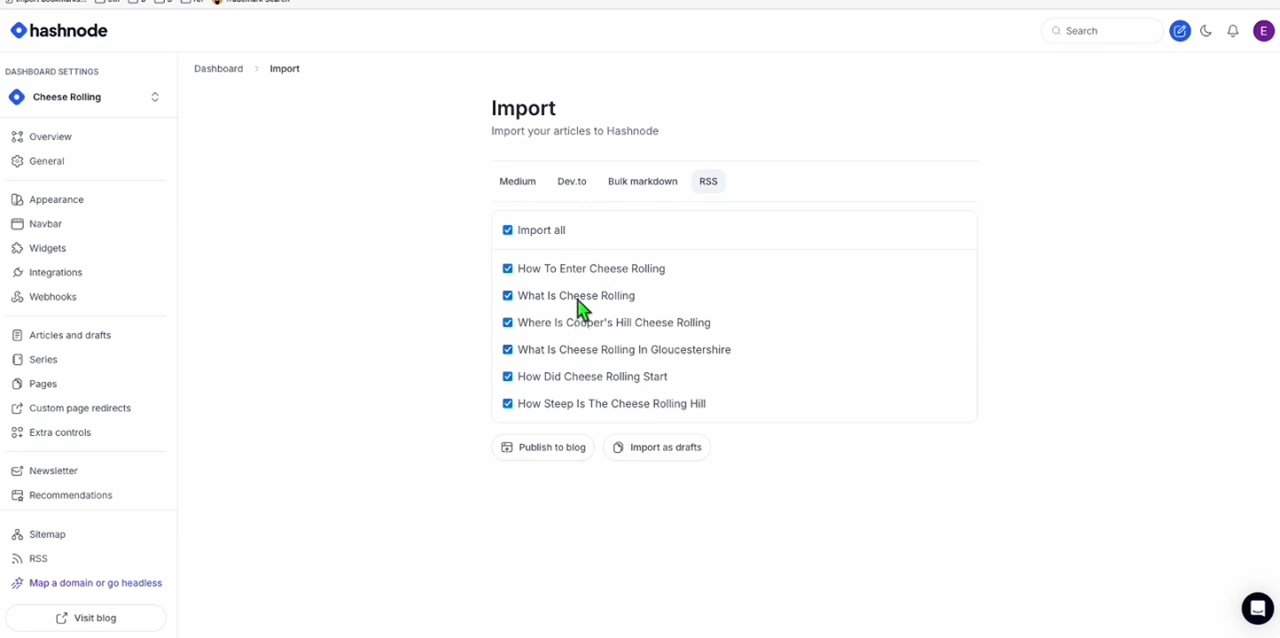 hashnode
Search
E
DASHBOARD SETTINGS
Cheese Rolling
Overview
General
Appearance
Navbar
Widgets
Integrations
Webhooks
Articles and drafts
Series
Pages
Custom page redirects
Extra controls
Newsletter
Recommendations
Sitemap
RSS
Map a domain or go headless
Visit blog
Dashboard > Import
Import
Import your articles to Hashnode
Medium Dev.to Bulk markdown RSS
Import all
How To Enter Cheese Rolling
What Is Cheese Rolling
Where Is Cooper's Hill Cheese Rolling
What Is Cheese Rolling In Gloucestershire
How Did Cheese Rolling Start
How Steep Is The Cheese Rolling Hill
Publish to blog Import as drafts